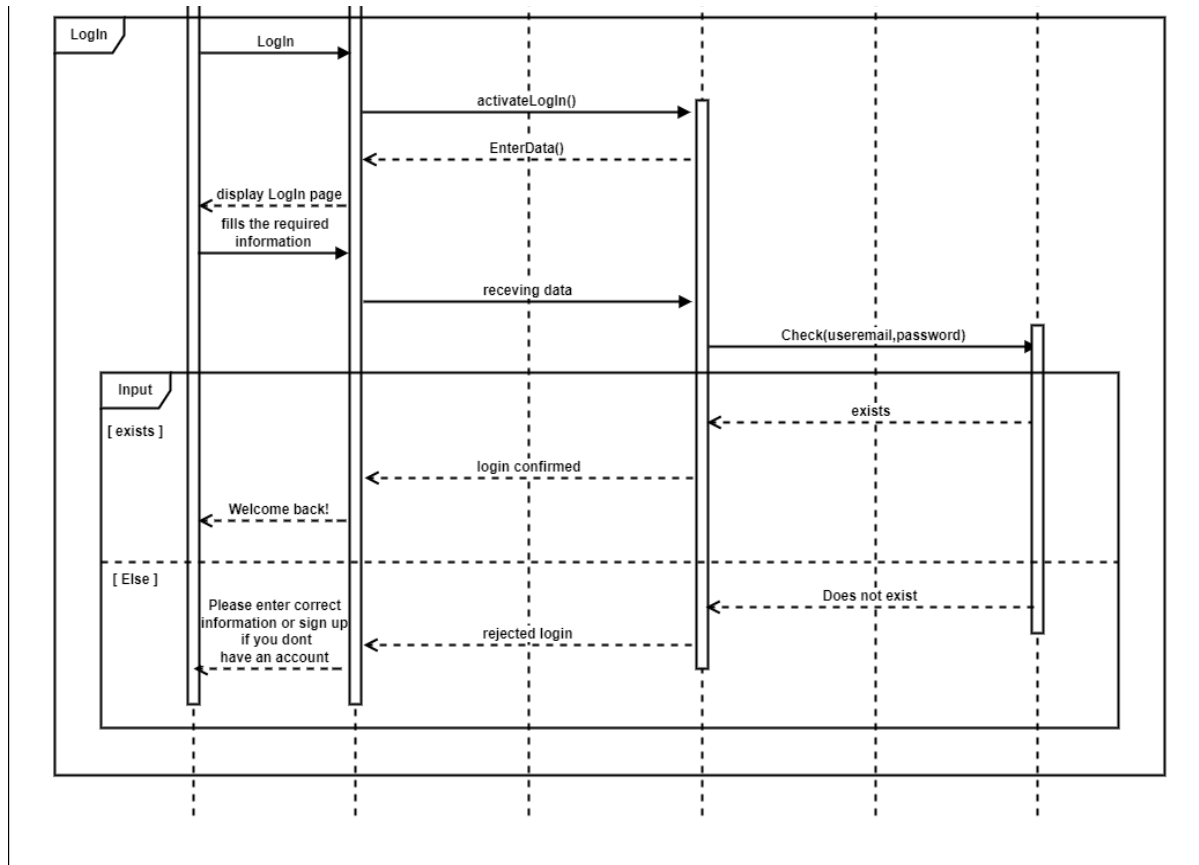 LogIn
LogIn
activateLogIn()
EnterData()
display LogIn page
fills the required
information
receving data
Check(useremail,password)
Input
exists
[ exists ]
login confirmed
Welcome back!
[ Else ]
Does not exist
Please enter correct
information or sign up
if you dont
have an account
rejected login